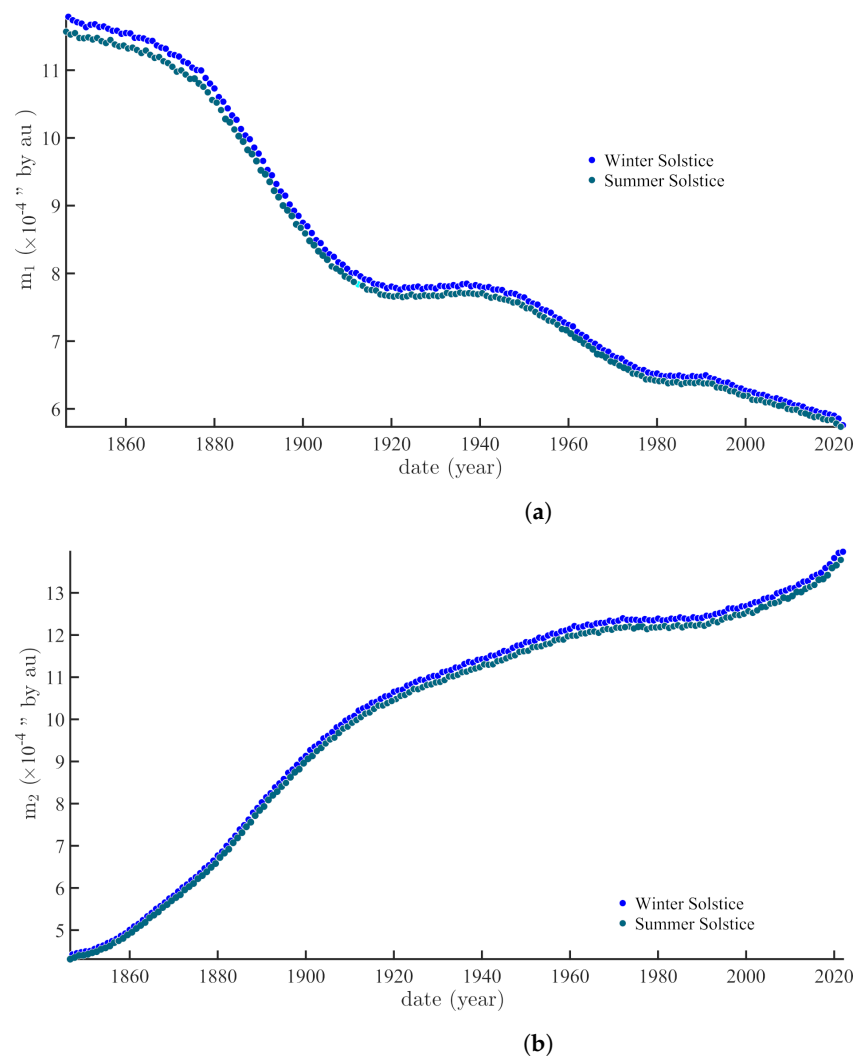 11
10
9
8
7
6
m₁ (×10⁻⁴ ” by au )
Winter Solstice
Summer Solstice
1860 1880 1900 1920 1940 1960 1980 2000 2020
date (year)
(a)
13
12
11
10
9
8
7
6
5
m₂ (×10⁻⁴ ” by au)
Winter Solstice
Summer Solstice
1860 1880 1900 1920 1940 1960 1980 2000 2020
date (year)
(b)